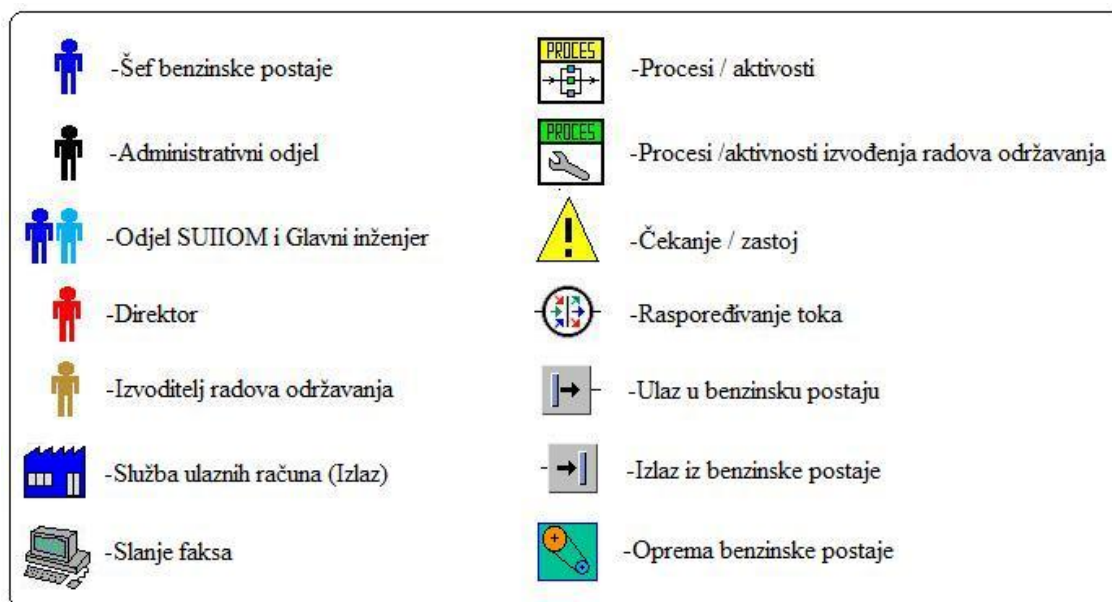 -Šef benzinske postaje
-Administrativni odjel
-Odjel SUIIOM i Glavni inženjer
-Direktor
-Izvoditelj radova održavanja
-Služba ulaznih računa (Izlaz)
-Slanje faksa
PROCES
-Procesi / aktivosti
PROCES
-Procesi /aktivnosti izvođenja radova održavanja
-Čekanje / zastoj
-Raspoređivanje toka
-Ulaz u benzinsku postaju
-Izlaz iz benzinske postaje
-Oprema benzinske postaje